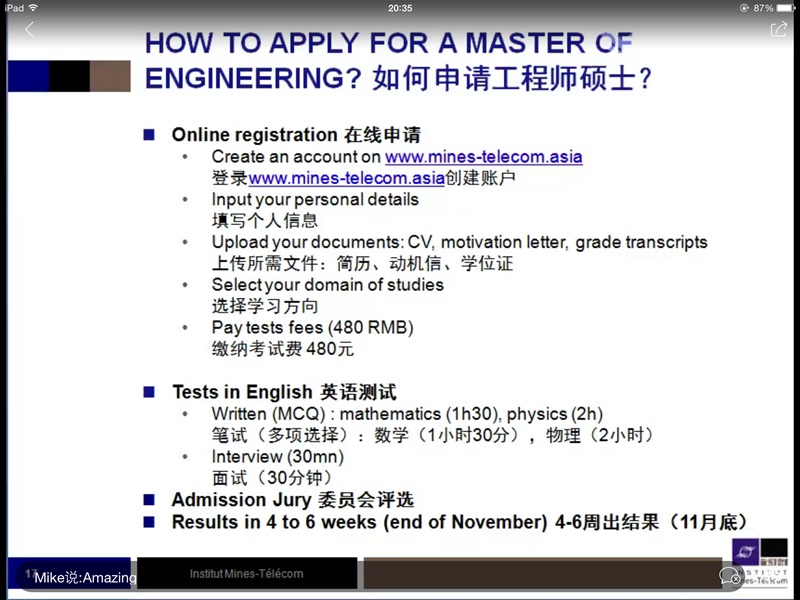 iPad 20:35 87%
HOW TO APPLY FOR A MASTER OF
ENGINEERING? 如何申请工程师硕士?
Online registration 在线申请
Create an account on www.mines-telecom.asia
登录www.mines-telecom.asia创建账户
Input your personal details
填写个人信息
Upload your documents: CV, motivation letter, grade transcripts
上传所需文件：简历、动机信、学位证
Select your domain of studies
选择学习方向
Pay tests fees (480 RMB)
缴纳考试费 480元
Tests in English 英语测试
Written (MCQ) : mathematics (1h30), physics (2h)
笔试（多项选择）：数学（1小时30分），物理（2小时）
Interview (30mn)
面试（30分钟）
Admission Jury 委员会评选
Results in 4 to 6 weeks (end of November) 4-6周出结果（11月底）
Mike说:Amazing
Institut Mines-Télécom